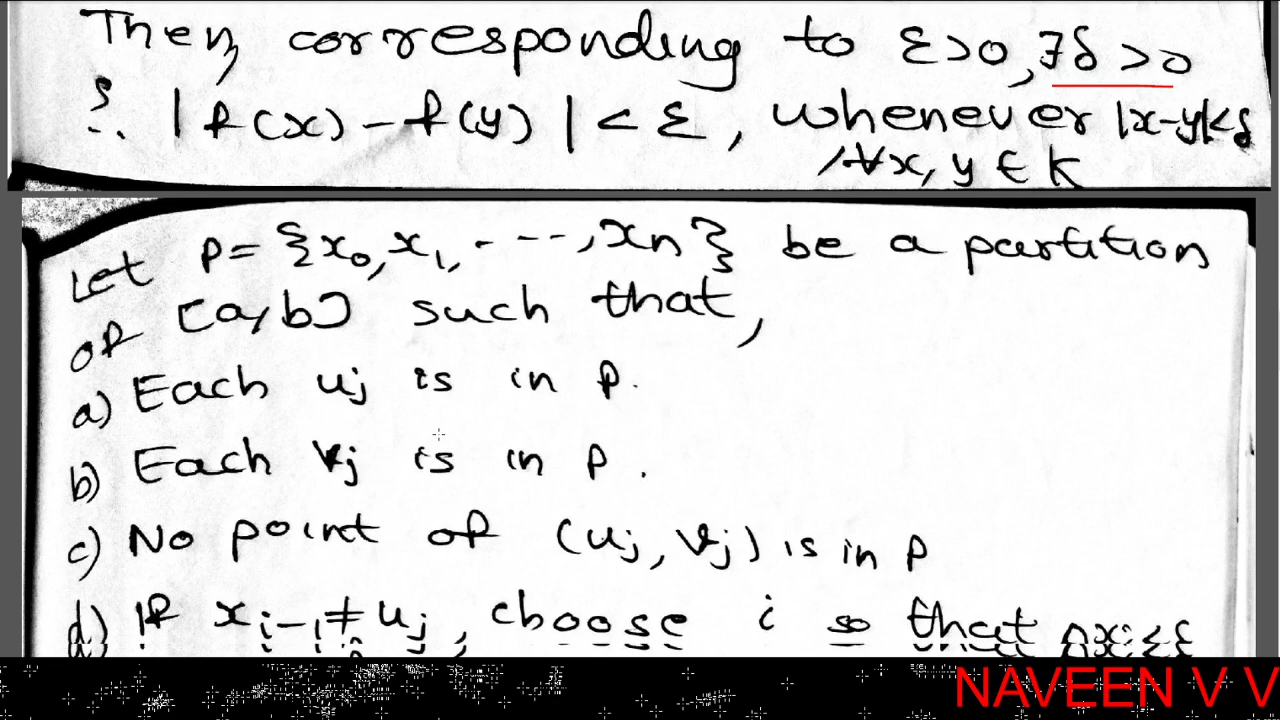 Then, corresponding to ε>0, ∃δ>0
∋: |f(x)-f(y)|<ε, whenever |x-y|<δ
, ∀x, y ∈ K
Let P= {x₀,x₁,----,xn} be a partition
of [a,b] such that,
a) Each uj is in P.
b) Each vj is in P.
c) No point of (uj, vj) is in P
d) If xi-1≠uj, choose i so that Δxi<δ
NAVEEN V V